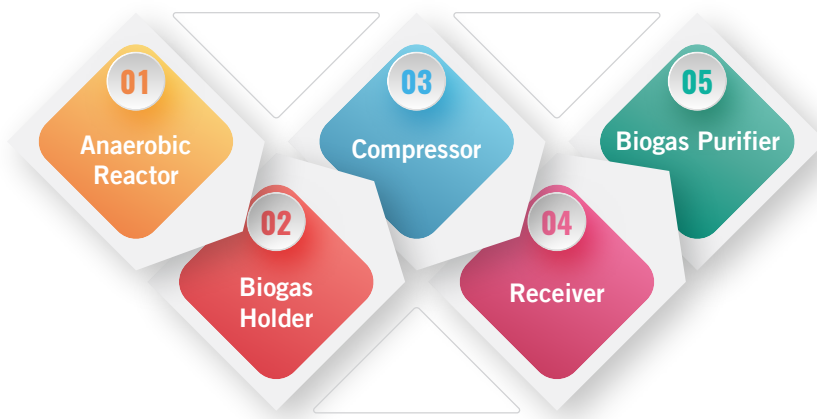 01
Anaerobic
Reactor
02
Biogas
Holder
03
Compressor
04
Receiver
05
Biogas Purifier